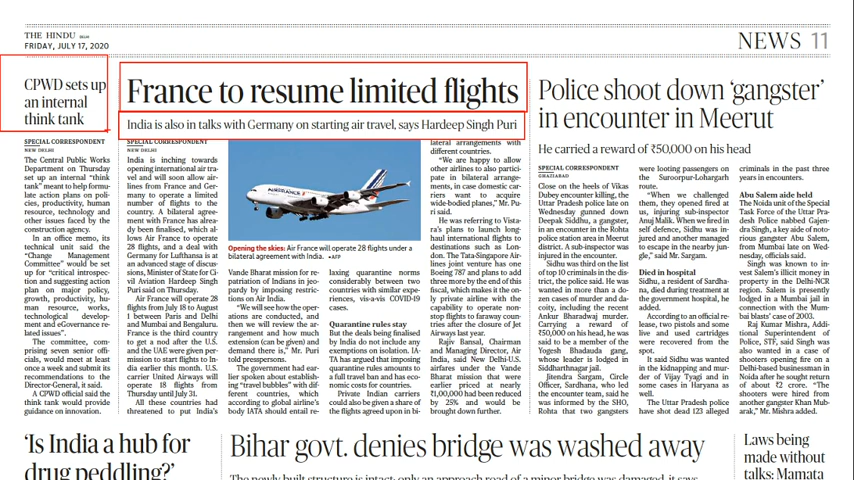 THE HINDU DELHI
FRIDAY, JULY 17, 2020
NEWS 11
CPWD sets up
an internal
think tank
SPECIAL CORRESPONDENT
NEW DELHI
The Central Public Works
Department on Thursday
set up an internal “think
tank” meant to help formu-
late action plans on poli-
cies, productivity, human
resource, technology and
other issues faced by the
construction agency.
In an office memo, its
technical unit said the
“Change Management
Committee” would be set
up for “critical introspec-
tion and suggesting action
plan on major policy,
growth, productivity, hu-
man resource, works,
technological develop-
ment and eGovernance re-
lated issues”.
The committee, com-
prising seven senior offi-
cials, would meet at least
once a week and submit its
recommendations to the
Director-General, it said.
A CPWD official said the
think tank would provide
guidance on innovation.
France to resume limited flights
India is also in talks with Germany on starting air travel, says Hardeep Singh Puri
SPECIAL CORRESPONDENT
NEW DELHI
India is inching towards
opening international air tra-
vel and will soon allow air-
lines from France and Ger-
many to operate a limited
number of flights to the
country. A bilateral agree-
ment with France has alrea-
dy been finalised, which al-
lows Air France to operate
28 flights, and a deal with
Germany for Lufthansa is at
an advanced stage of discus-
sions, Minister of State for Ci-
vil Aviation Hardeep Singh
Puri said on Thursday.
Air France will operate 28
flights from July 18 to August
1 between Paris and Delhi
and Mumbai and Bengaluru.
France is the third country
to get a nod after the U.S.
and the UAE were given per-
mission to start flights to In-
dia earlier this month. U.S.
carrier United Airways will
operate 18 flights from
Thursday until July 31.
All these countries had
threatened to put India's
AIRFRANCE
Opening the skies: Air France will operate 28 flights under a
bilateral agreement with India. •AFP
Vande Bharat mission for re-
patriation of Indians in jeo-
pardy by imposing restric-
tions on Air India.
“We will see how the ope-
rations are conducted, and
then we will review the ar-
rangement and how much
extension (can be given) and
demand there is,” Mr. Puri
told presspersons.
The government had ear-
lier spoken about establish-
ing “travel bubbles” with dif-
ferent countries, which
according to global airline's
body IATA should entail re-
laxing quarantine norms
considerably between two
countries with similar expe-
riences, vis-a-vis COVID-19
cases.
Quarantine rules stay
But the deals being finalised
by India do not include any
exemptions on isolation. IA-
TA has argued that imposing
quarantine rules amounts to
a full travel ban and has eco-
nomic costs for countries.
Private Indian carriers
could also be given a share of
the flights agreed upon in bi-
lateral arrangements with
different countries.
“We are happy to allow
other airlines to also partici-
pate in bilateral arrange-
ments, in case domestic car-
riers want to acquire
wide-bodied planes,” Mr. Pu-
ri said.
He was referring to Vista-
ra's plans to launch long-
haul international flights to
destinations such as Lon-
don. The Tata-Singapore Air-
lines joint venture has one
Boeing 787 and plans to add
three more by the end of this
fiscal, which makes it the on-
ly private airline with the
capability to operate non-
stop flights to faraway coun-
tries after the closure of Jet
Airways last year.
Rajiv Bansal, Chairman
and Managing Director, Air
India, said New Delhi-U.S.
airfares under the Vande
Bharat mission that were
earlier priced at nearly
₹1,00,000 had been reduced
by 25% and would be
brought down further.
Police shoot down ‘gangster’
in encounter in Meerut
He carried a reward of ₹50,000 on his head
SPECIAL CORRESPONDENT
GHAZIABAD
Close on the heels of Vikas
Dubey encounter killing, the
Uttar Pradesh police late on
Wednesday gunned down
Deepak Siddhu, a gangster,
in an encounter in the Rohta
police station area in Meerut
district. A sub-inspector was
injured in the encounter.
Sidhu was third on the list
of top 10 criminals in the dis-
trict, the police said. He was
wanted in more than a do-
zen cases of murder and da-
coity, including the recent
Ankur Bharadwaj murder.
Carrying a reward of
₹50,000 on his head, he was
said to be a member of the
Yogesh Bhadauda gang,
whose leader is lodged in
Siddharthnagar jail.
Jitendra Sargam, Circle
Officer, Sardhana, who led
the encounter team, said he
was informed by the SHO,
Rohta that two gangsters
were looting passengers on
the Suroorpur-Lohargarh
route.
“When we challenged
them, they opened fire at
us, injuring sub-inspector
Anuj Malik. When we fired in
self defence, Sidhu was in-
jured and another managed
to escape in the nearby jun-
gle,” said Mr. Sargam.
Died in hospital
Sidhu, a resident of Sardha-
na, died during treatment at
the government hospital, he
added.
According to an official re-
lease, two pistols and some
live and used cartridges
were recovered from the
spot.
It said Sidhu was wanted
in the kidnapping and mur-
der of Vijay Tyagi and in
some cases in Haryana as
well.
The Uttar Pradesh police
have shot dead 123 alleged
criminals in the past three
years in encounters.
Abu Salem aide held
The Noida unit of the Special
Task Force of the Uttar Pra-
desh Police nabbed Gajen-
dra Singh, a key aide of noto-
rious gangster Abu Salem,
from Mumbai late on Wed-
nesday, officials said.
Singh was known to in-
vest Salem's illicit money in
property in the Delhi-NCR
region. Salem is presently
lodged in a Mumbai jail in
connection with the Mum-
bai blasts' case of 2003.
Raj Kumar Mishra, Addi-
tional Superintendent of
Police, STF, said Singh was
also wanted in a case of
shooters opening fire on a
Delhi-based businessman in
Noida after he sought return
of about ₹2 crore. “The
shooters were hired from
another gangster Khan Mub-
arak,” Mr. Mishra added.
‘Is India a hub for
drug peddling?’
Bihar govt. denies bridge was washed away
The newly built structure is intact; only an approach road of a minor bridge was damaged, it says
Laws being
made without
talks: Mamata